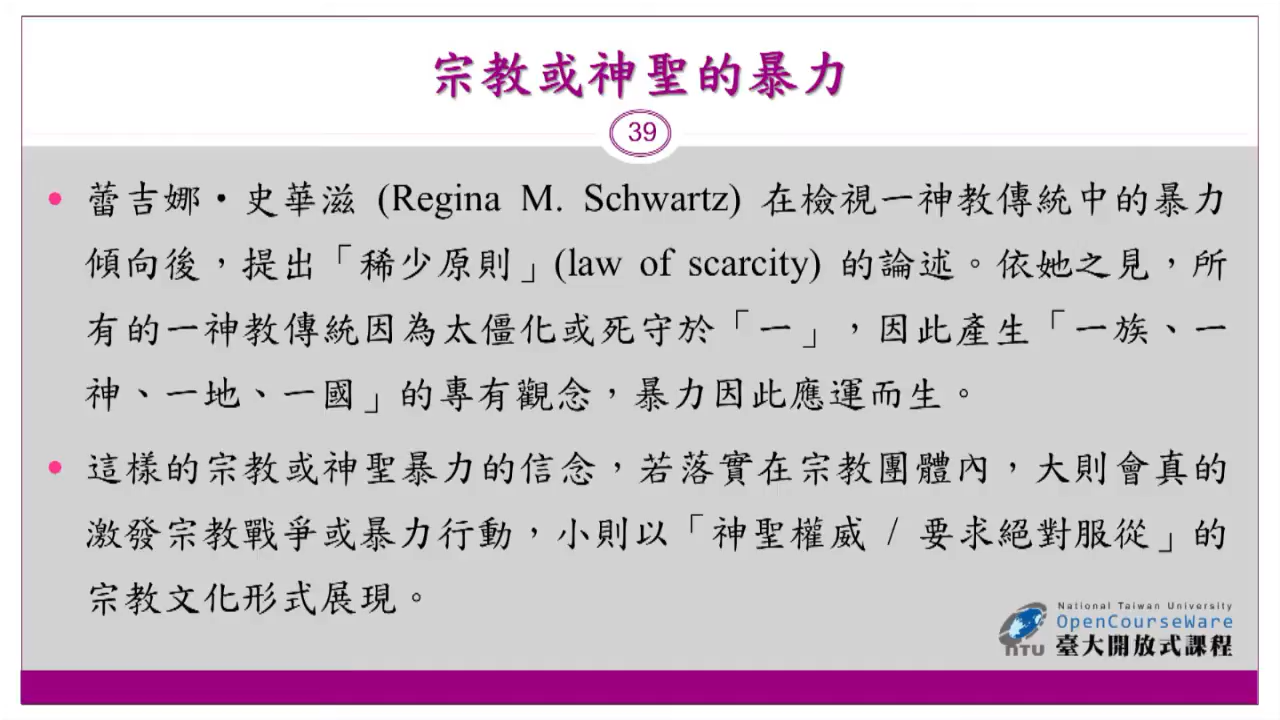 宗教或神聖的暴力
39
• 蕾吉娜·史華滋 (Regina M. Schwartz) 在檢視一神教傳統中的暴力
傾向後，提出「稀少原則」(law of scarcity) 的論述。依她之見，所
有的一神教傳統因為太僵化或死守於「一」，因此產生「一族、一
神、一地、一國」的專有觀念，暴力因此應運而生。
• 這樣的宗教或神聖暴力的信念，若落實在宗教團體內，大則會真的
激發宗教戰爭或暴力行動，小則以「神聖權威 / 要求絕對服從」的
宗教文化形式展現。
National Taiwan University
OpenCourseWare
NTU 臺大開放式課程